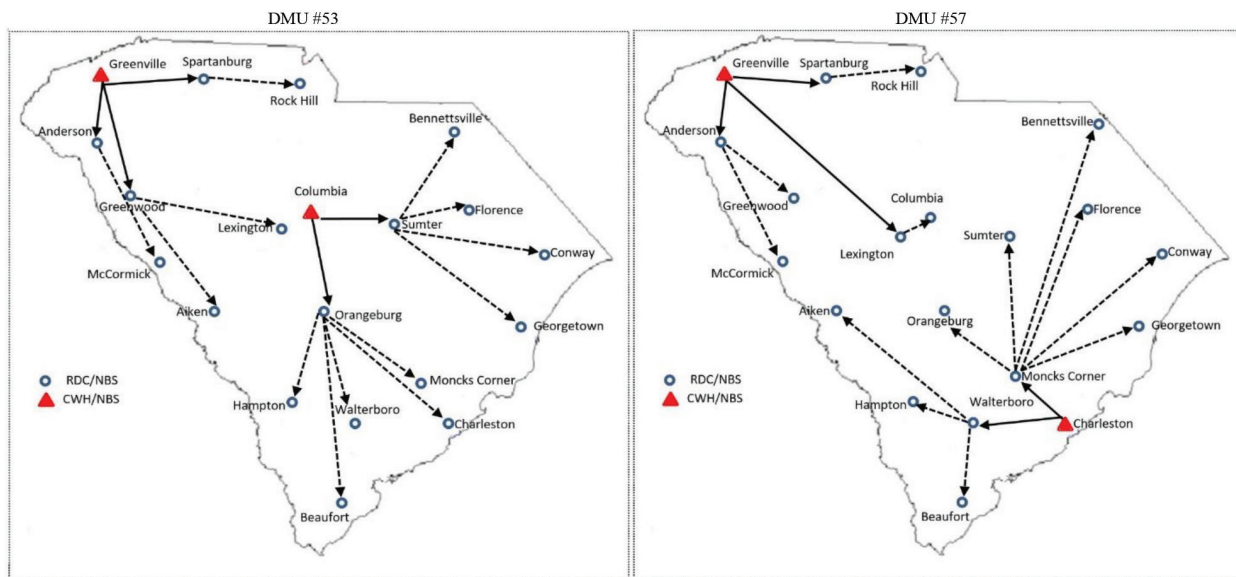 DMU #53
Greenville
Spartanburg
Rock Hill
Anderson
Bennettsville
Greenwood
Columbia
Lexington
Sumter
Florence
McCormick
Conway
Aiken
Orangeburg
Georgetown
RDC/NBS
CWH/NBS
Moncks Corner
Hampton
Walterboro
Charleston
Beaufort
DMU #57
Greenville
Spartanburg
Rock Hill
Anderson
Bennettsville
Greenwood
Columbia
Florence
Sumter
Lexington
Conway
McCormick
Aiken
Orangeburg
Georgetown
RDC/NBS
CWH/NBS
Moncks Corner
Hampton
Walterboro
Charleston
Beaufort